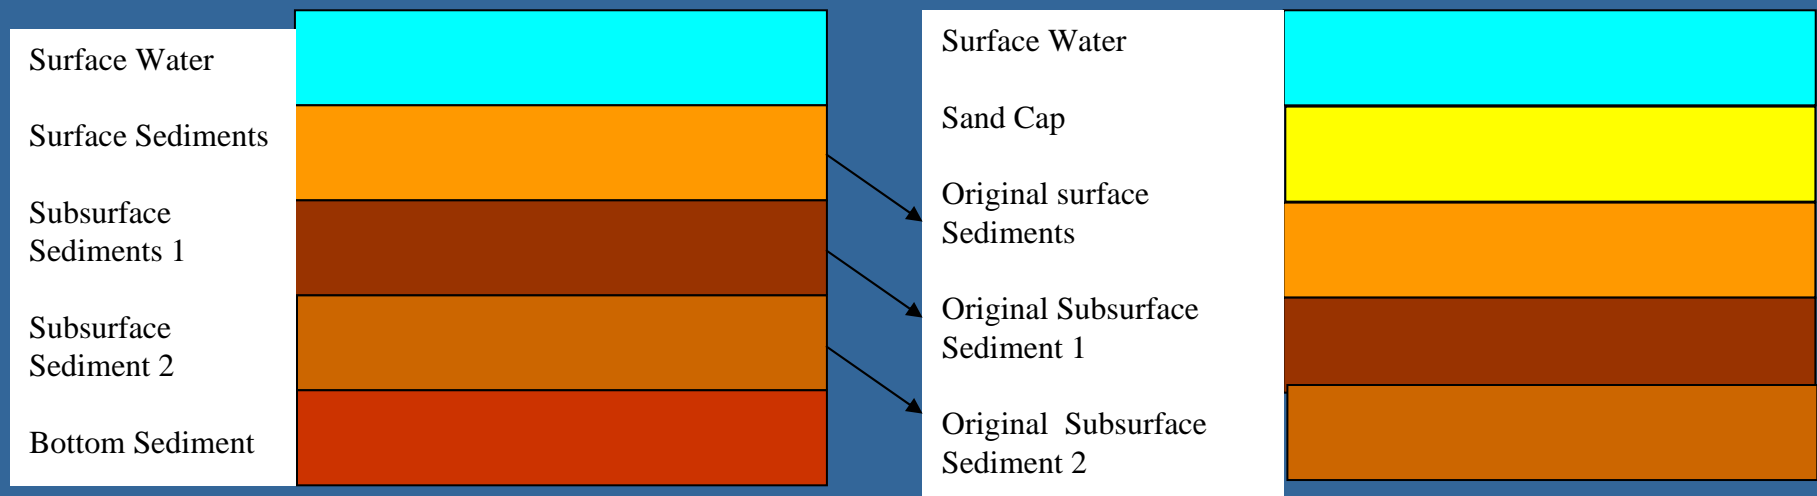 Surface Water
Surface Sediments
Subsurface
Sediments 1
Subsurface
Sediment 2
Bottom Sediment
Surface Water
Sand Cap
Original surface
Sediments
Original Subsurface
Sediment 1
Original Subsurface
Sediment 2